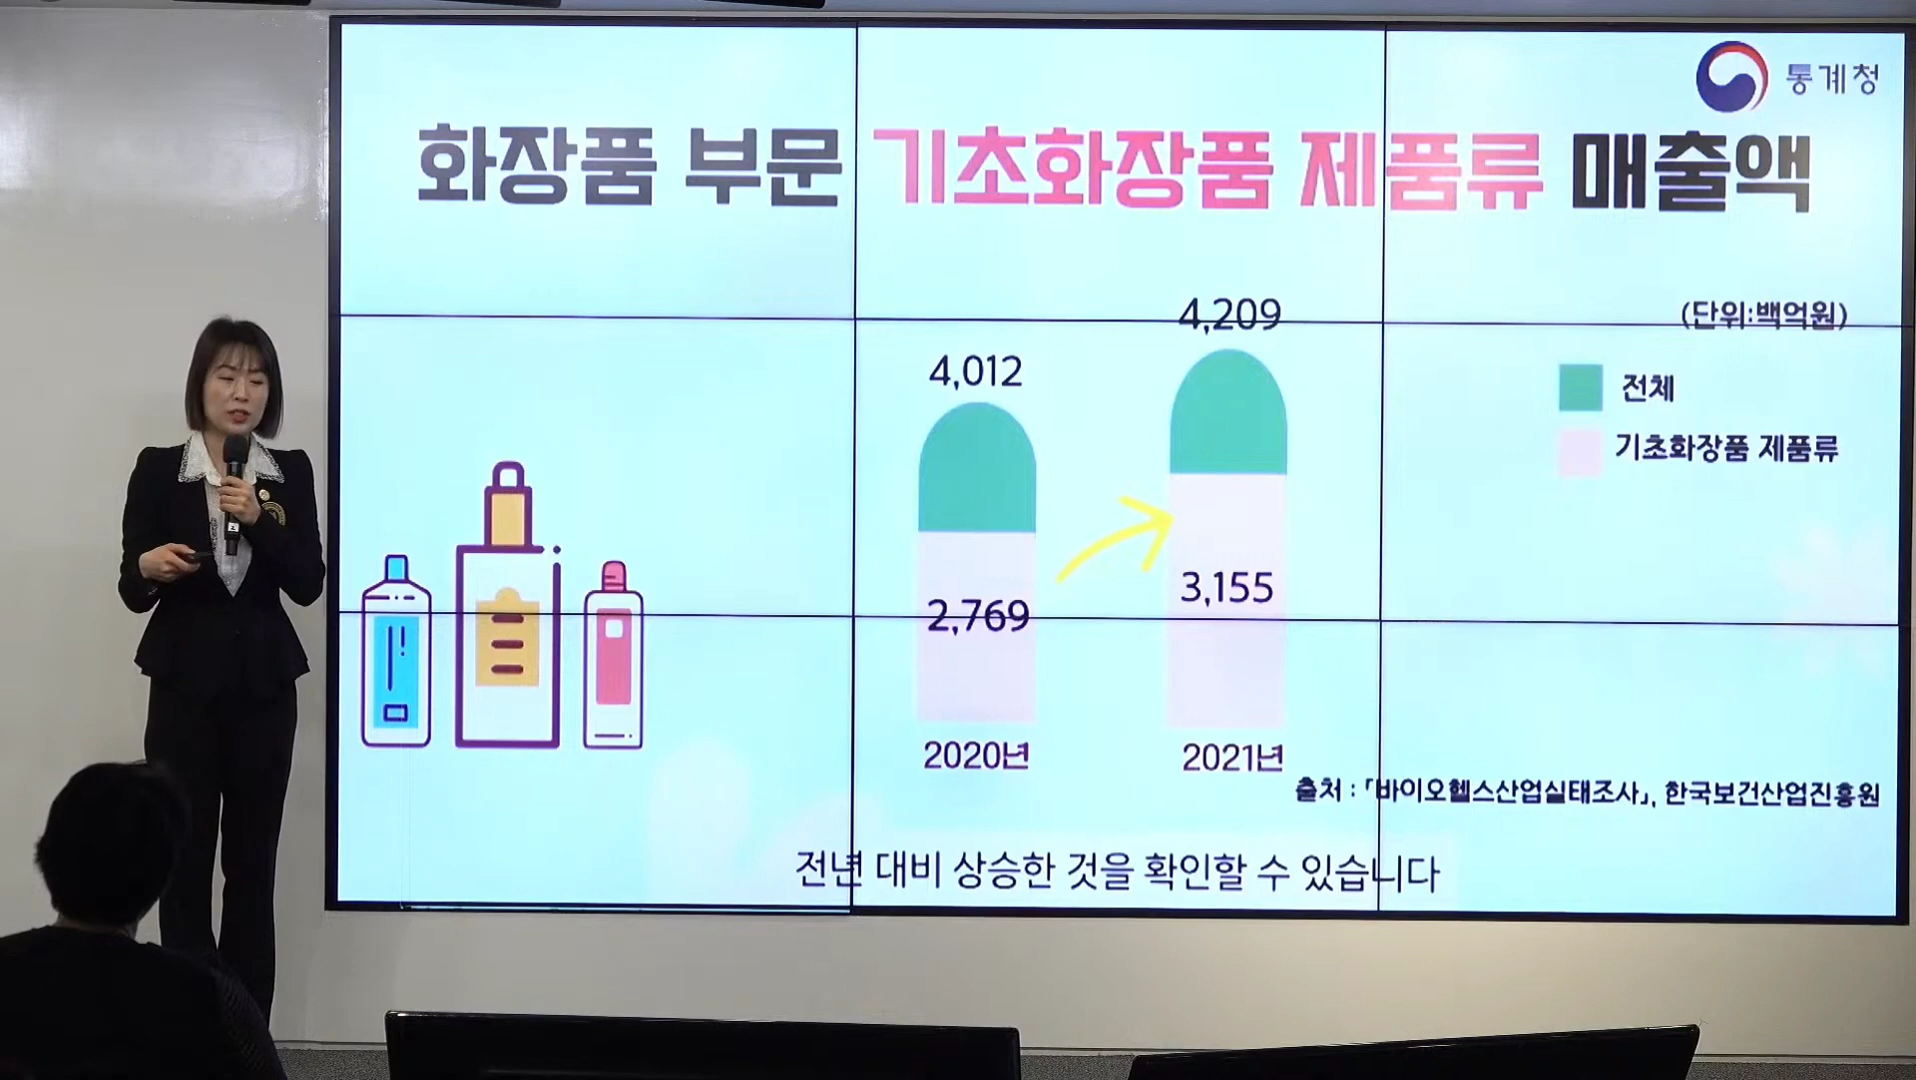 통계청
화장품 부문 기초화장품 제품류 매출액
(단위:백억원)
4,012
4,209
전체
기초화장품 제품류
2,769
3,155
2020년
2021년
출처 : 「바이오헬스산업실태조사」, 한국보건산업진흥원
전년 대비 상승한 것을 확인할 수 있습니다